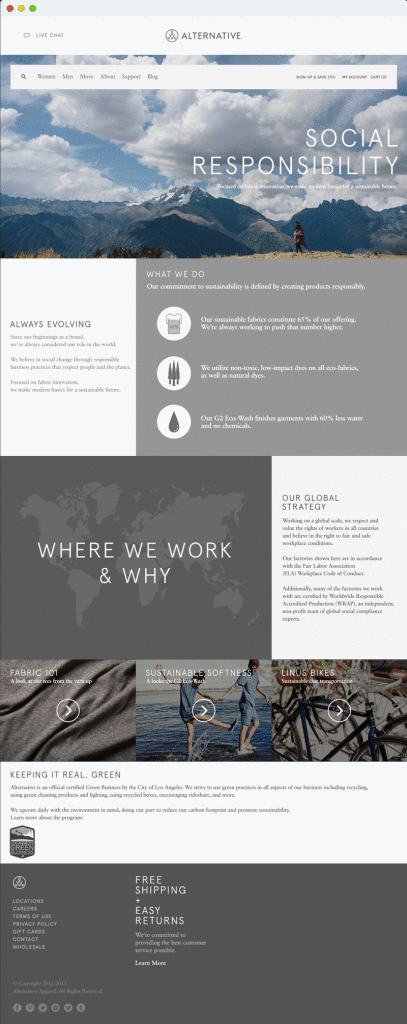 LIVE CHAT
ALTERNATIVE
Women Men Move About Support Blog
SIGN-UP & SAVE 20% MY ACCOUNT CART (0)
SOCIAL
RESPONSIBILITY
Focused on fabric innovation, we make modern basics for a sustainable future.
ALWAYS EVOLVING
Since our beginnings as a brand,
we've always considered our role in the world.
We believe in social change through responsible
business practices that respect people and the planet.
Focused on fabric innovation,
we make modern basics for a sustainable future.
WHAT WE DO
Our commitment to sustainability is defined by creating products responsibly.
Our sustainable fabrics constitute 65% of our offering.
We're always working to push that number higher.
We utilize non-toxic, low-impact dyes on all eco-fabrics,
as well as natural dyes.
Our G2 Eco-Wash finishes garments with 60% less water
and no chemicals.
WHERE WE WORK
& WHY
OUR GLOBAL
STRATEGY
Working on a global scale, we respect and
value the rights of workers in all countries
and believe in the right to fair and safe
workplace conditions.
Our factories shown here are in accordance
with the Fair Labor Association
(FLA) Workplace Code of Conduct.
Additionally, many of the factories we work
with are certified by Worldwide Responsible
Accredited Production (WRAP), an independent,
non-profit team of global social compliance
experts.
FABRIC 101
A look at our tees from the yarn up
SUSTAINABLE SOFTNESS
A look at the G2 Eco-Wash
LINUS BIKES
Sustainable chic transportation
KEEPING IT REAL, GREEN
Alternative is an official certified Green Business by the City of Los Angeles. We strive to use green practices in all aspects of our business including recycling,
using green cleaning products and lighting, using recycled boxes, encouraging rideshare, and more.
We operate daily with the environment in mind, doing our part to reduce our carbon footprint and promote sustainability.
Learn more about the program:
GREEN
LOCATIONS
CAREERS
TERMS OF USE
PRIVACY POLICY
GIFT CARDS
CONTACT
WHOLESALE
FREE
SHIPPING
+
EASY
RETURNS
We're committed to
providing the best customer
service possible.
Learn More
© Copyright 2012, 2013
Alternative Apparel. All Rights Reserved.